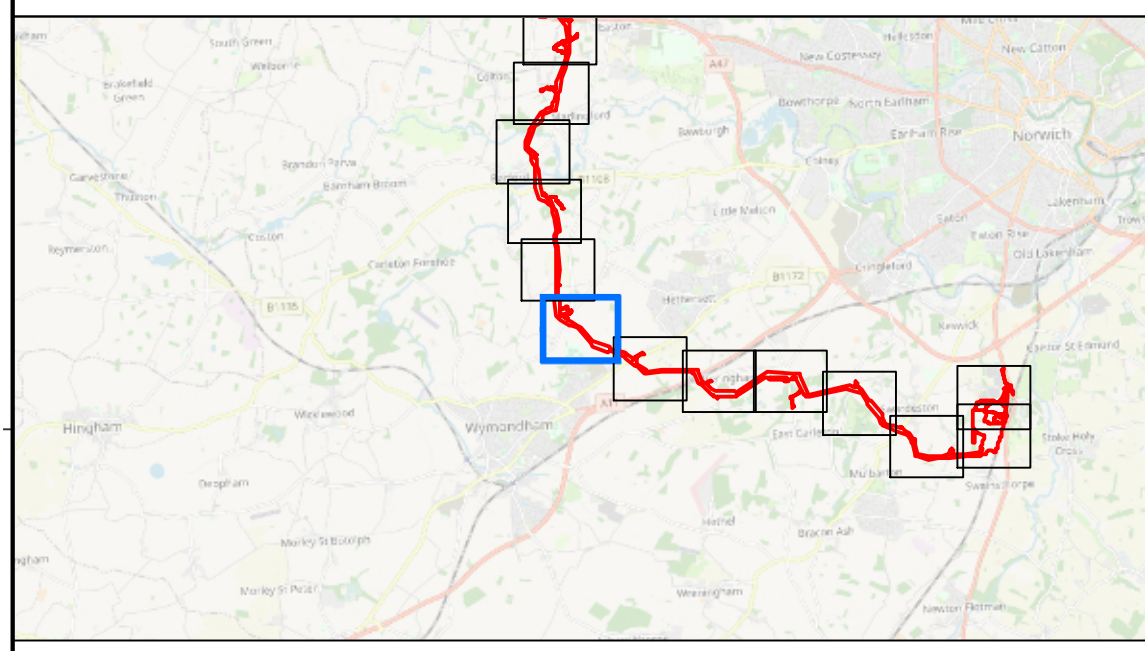 Easton
Hellesdon
New Catton
South Green
Welborne
New Costessey
A47
Colton
Brakefield
Green
Bowthorpe
North Earlham
Marlingford
Bawburgh
Earlham Rise
Norwich
Brandon Parva
Colney
Garvestone
Thuxton
Barnham Broom
B1108
Lakenham
Little Melton
Eaton
Coston
Eaton Rise
Reymerston
Carleton Forehoe
Old Lakenham
Cringleford
B1172
B1135
Hethersett
Keswick
Caistor St Edmund
Hingham
Wicklewood
Wymondham
Swardeston
East Carleton
Stoke Holy
Cross
Mulbarton
Deopham
Swainsthorpe
Hethel
Bracon Ash
Morley St Botolph
Morley St Peter
Wreningham
Newton Flotman